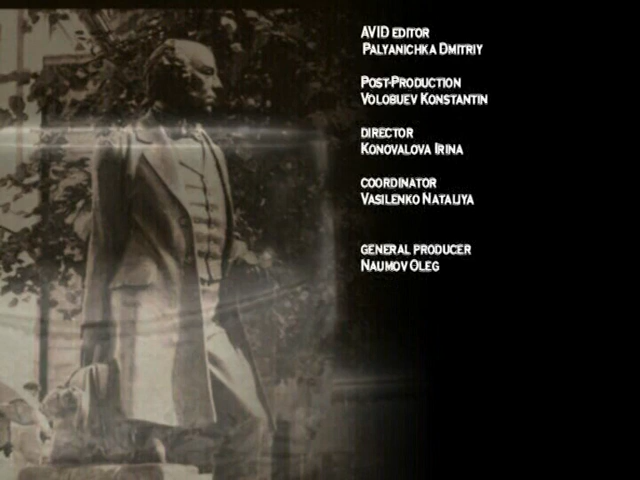 AVID EDITOR
PALYANICHKA DMITRIY
POST-PRODUCTION
VOLOBUEV KONSTANTIN
DIRECTOR
KONOVALOVA IRINA
COORDINATOR
VASILENKO NATALIYA
GENERAL PRODUCER
NAUMOV OLEG